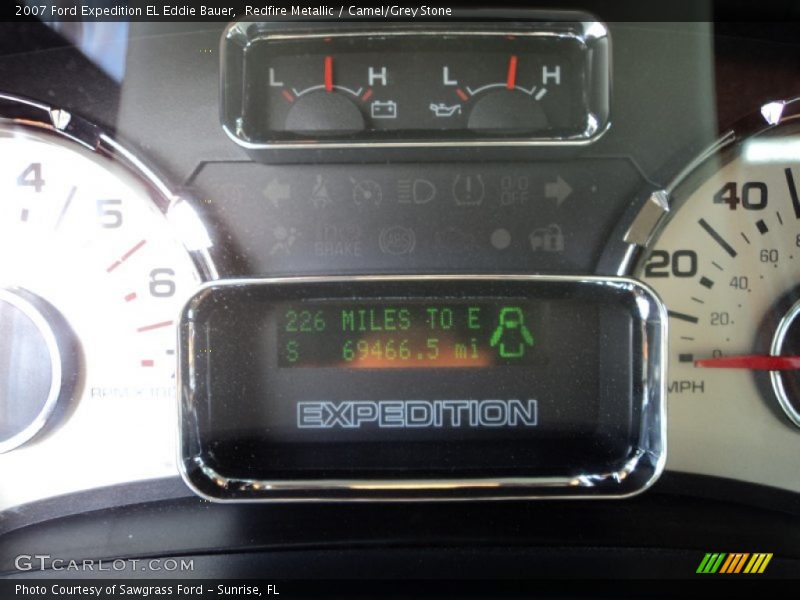 2007 Ford Expedition EL Eddie Bauer, Redfire Metallic / Camel/Grey Stone
L H L H
4 5 6
BRAKE
OFF
40
20
60
40
20
0
MPH
226 MILES TO E
S 69466.5 mi
EXPEDITION
GTCARLOT.COM
Photo Courtesy of Sawgrass Ford - Sunrise, FL